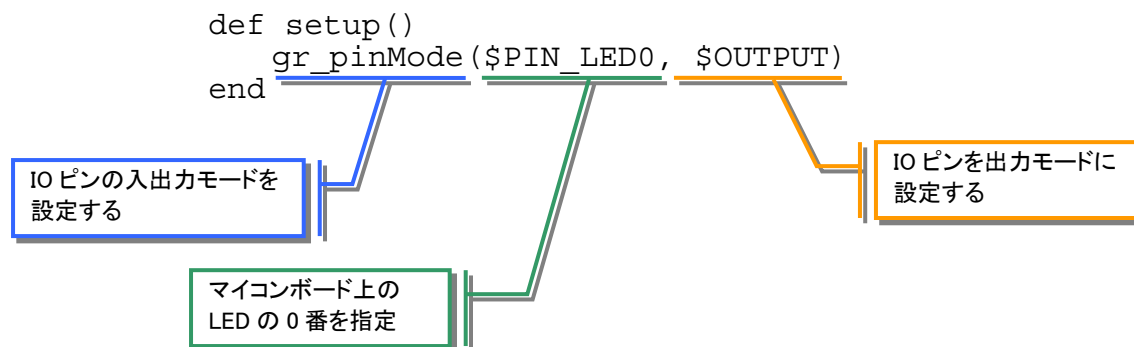 def setup()
gr_pinMode($PIN_LED0, $OUTPUT)
end
IO ピンの入出力モードを
設定する
IO ピンを出力モードに
設定する
マイコンボード上の
LED の 0 番を指定